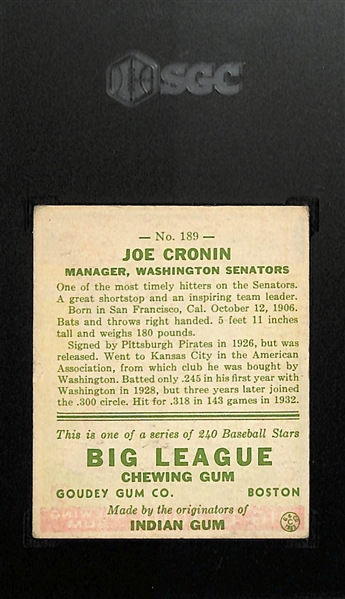 SGC
— No. 189 —
JOE CRONIN
MANAGER, WASHINGTON SENATORS
One of the most timely hitters on the Senators.
A great shortstop and an inspiring team leader.
Born in San Francisco, Cal. October 12, 1906.
Bats and throws right handed. 5 feet 11 inches
tall and weighs 180 pounds.
Signed by Pittsburgh Pirates in 1926, but was
released. Went to Kansas City in the American
Association, from which club he was bought by
Washington. Batted only .245 in his first year with
Washington in 1928, but three years later joined
the .300 circle. Hit for .318 in 143 games in 1932.
This is one of a series of 240 Baseball Stars
BIG LEAGUE
CHEWING GUM
GOUDEY GUM CO. BOSTON
Made by the originators of
INDIAN GUM